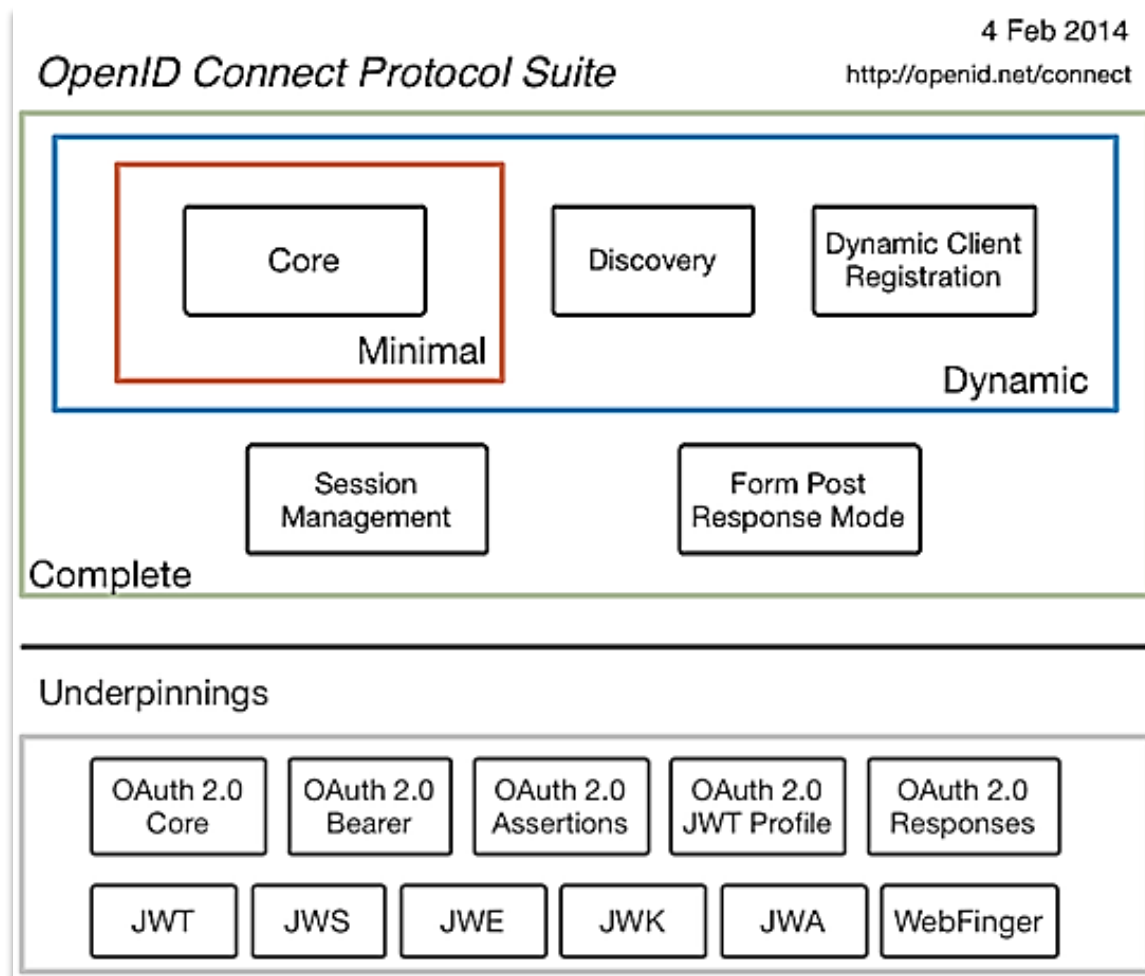 4 Feb 2014
OpenID Connect Protocol Suite
http://openid.net/connect
Core
Discovery
Dynamic Client
Registration
Minimal
Dynamic
Session
Management
Form Post
Response Mode
Complete
Underpinnings
OAuth 2.0
Core
OAuth 2.0
Bearer
OAuth 2.0
Assertions
OAuth 2.0
JWT Profile
OAuth 2.0
Responses
JWT
JWS
JWE
JWK
JWA
WebFinger